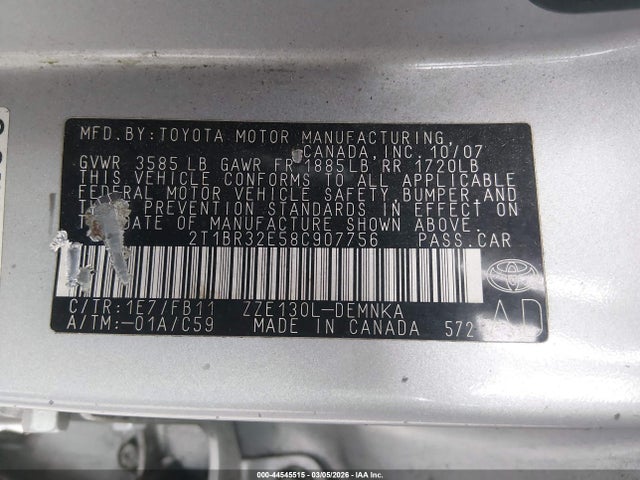 MFD. BY: TOYOTA MOTOR MANUFACTURING,
CANADA, INC. 10/07
GVWR 3585 LB GAWR FR 1885LB RR 1720LB
THIS VEHICLE CONFORMS TO ALL APPLICABLE
FEDERAL MOTOR VEHICLE SAFETY, BUMPER, AND
PREVENTION STANDARDS IN EFFECT ON
DATE OF MANUFACTURE SHOWN ABOVE.
2T1BR32E58C907756 PASS. CAR
C/TR: 1E7/FB11 ZZE130L-DEMNKA
A/TM: -01A/C59 MADE IN CANADA 572
TOYOTA
AD
000-44545515 | 03/05/2026 - IAA Inc.